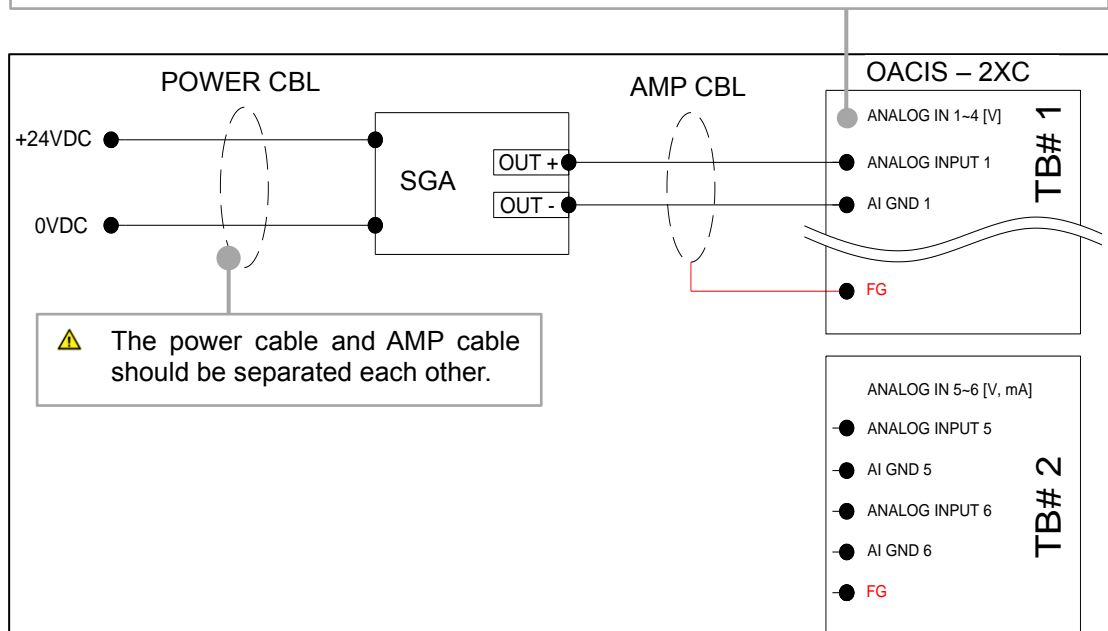 POWER CBL
AMP CBL
OACIS – 2XC
+24VDC
0VDC
SGA
OUT +
OUT -
ANALOG IN 1~4 [V]
ANALOG INPUT 1
AI GND 1
FG
TB# 1
The power cable and AMP cable
should be separated each other.
ANALOG IN 5~6 [V, mA]
ANALOG INPUT 5
AI GND 5
ANALOG INPUT 6
AI GND 6
FG
TB# 2